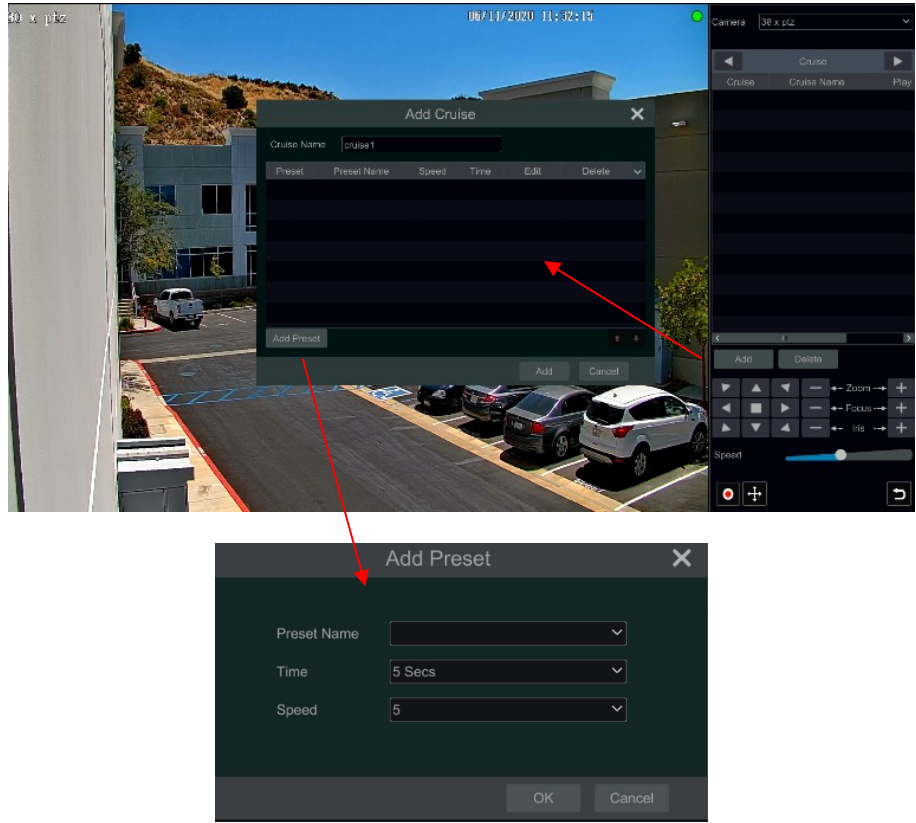 30 x ptz
06/11/2020 11:32:15
Camera 30 x ptz
Cruise
Cruise Cruise Name Play
Add Cruise
Cruise Name cruise1
Preset Preset Name Speed Time Edit Delete
Add Preset
Add Cancel
Add Delete
Zoom
Focus
Iris
Speed
Add Preset
Preset Name
Time 5 Secs
Speed 5
OK Cancel